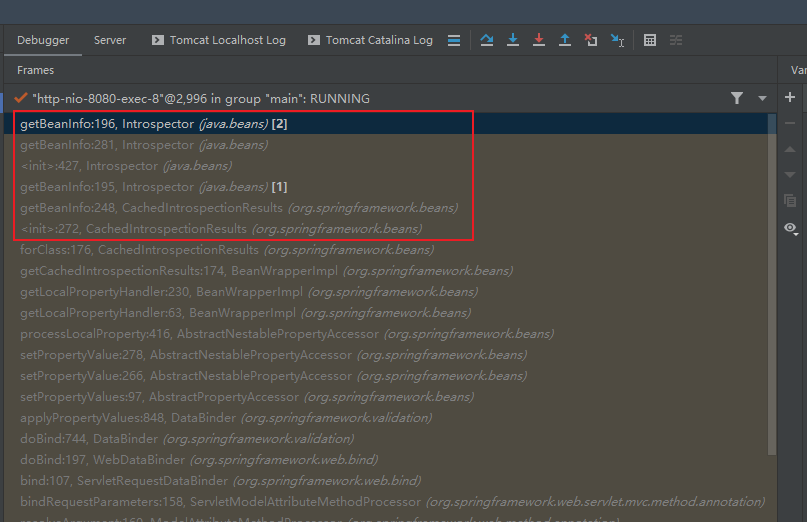 Debugger Server Tomcat Localhost Log Tomcat Catalina Log
Frames Var
"http-nio-8080-exec-8"@2,996 in group "main": RUNNING
getBeanInfo:196, Introspector (java.beans) [2]
getBeanInfo:281, Introspector (java.beans)
<init>:427, Introspector (java.beans)
getBeanInfo:195, Introspector (java.beans) [1]
getBeanInfo:248, CachedIntrospectionResults (org.springframework.beans)
<init>:272, CachedIntrospectionResults (org.springframework.beans)
forClass:176, CachedIntrospectionResults (org.springframework.beans)
getCachedIntrospectionResults:174, BeanWrapperImpl (org.springframework.beans)
getLocalPropertyHandler:230, BeanWrapperImpl (org.springframework.beans)
getLocalPropertyHandler:63, BeanWrapperImpl (org.springframework.beans)
processLocalProperty:416, AbstractNestablePropertyAccessor (org.springframework.beans)
setPropertyValue:278, AbstractNestablePropertyAccessor (org.springframework.beans)
setPropertyValue:266, AbstractNestablePropertyAccessor (org.springframework.beans)
setPropertyValues:97, AbstractPropertyAccessor (org.springframework.beans)
applyPropertyValues:848, DataBinder (org.springframework.validation)
doBind:744, DataBinder (org.springframework.validation)
doBind:197, WebDataBinder (org.springframework.web.bind)
bind:107, ServletRequestDataBinder (org.springframework.web.bind)
bindRequestParameters:158, ServletModelAttributeMethodProcessor (org.springframework.web.servlet.mvc.method.annotation)